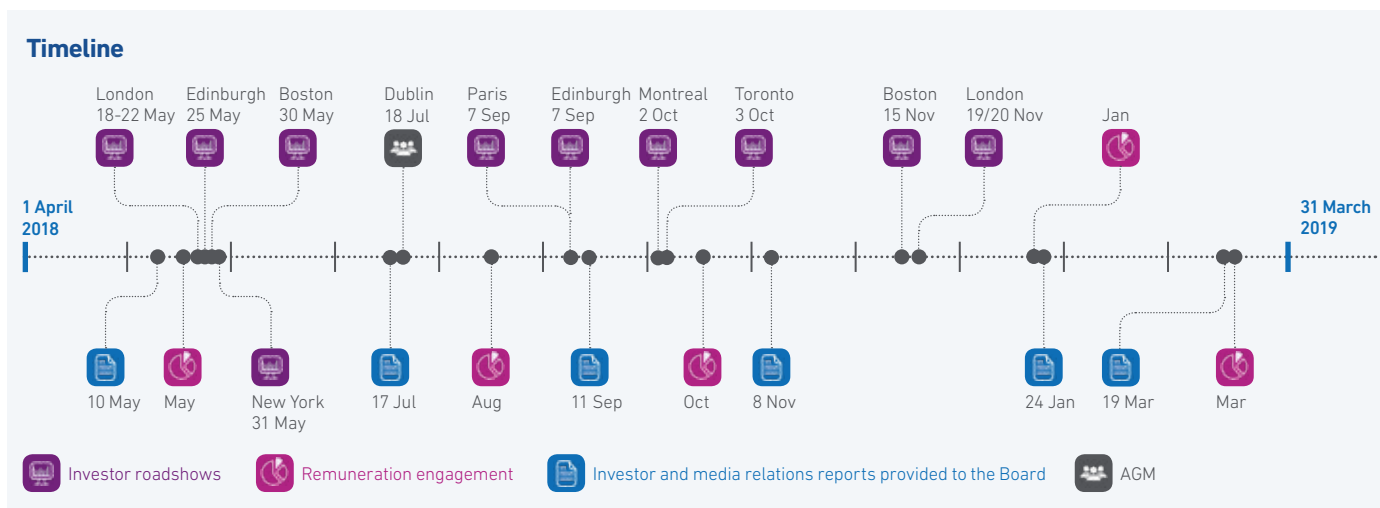 Timeline
London
18-22 May
Edinburgh
25 May
Boston
30 May
Dublin
18 Jul
Paris
7 Sep
Edinburgh
7 Sep
Montreal
2 Oct
Toronto
3 Oct
Boston
15 Nov
London
19/20 Nov
Jan
1 April
2018
31 March
2019
10 May
May
New York
31 May
17 Jul
Aug
11 Sep
Oct
8 Nov
24 Jan
19 Mar
Mar
Investor roadshows
Remuneration engagement
Investor and media relations reports provided to the Board
AGM